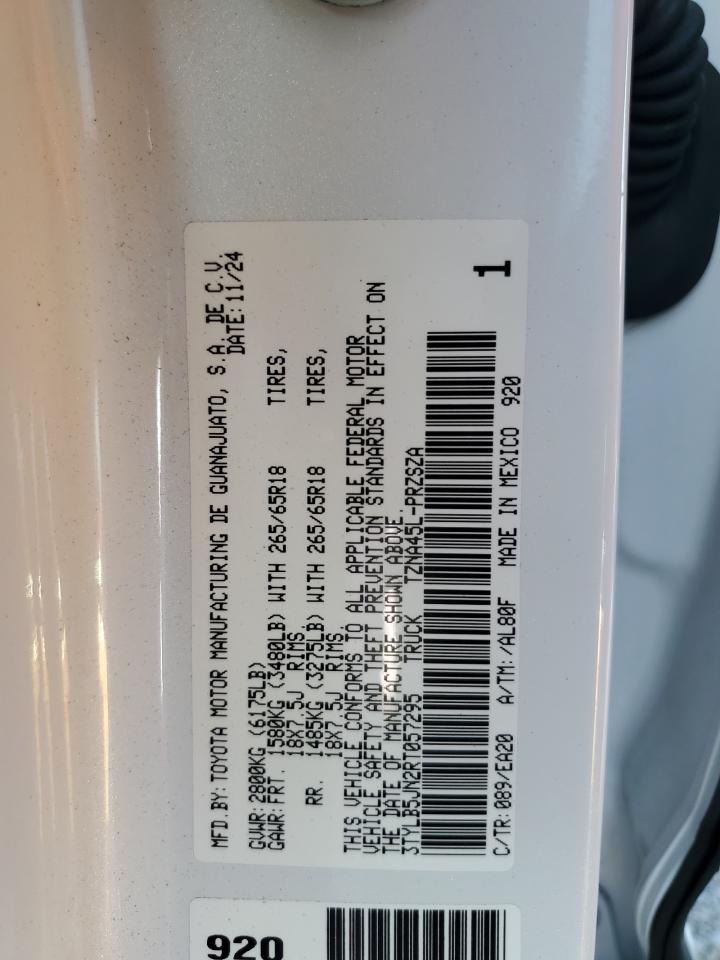 MFD.BY: TOYOTA MOTOR MANUFACTURING DE GUANAJUATO, S.A. DE C.V.
DATE: 11/24
GVWR: 2800KG (6175LB)
GAWR: FRT. 1580KG (3480LB) WITH 265/65R18 TIRES,
18X7.5J RIMS.
RR. 1485KG (3275LB) WITH 265/65R18 TIRES,
18X7.5J RIMS.
THIS VEHICLE CONFORMS TO ALL APPLICABLE FEDERAL MOTOR
VEHICLE SAFETY AND THEFT PREVENTION STANDARDS IN EFFECT ON
THE DATE OF MANUFACTURE SHOWN ABOVE.
3TYLB5JN2RT057295 TRUCK TZNA45L-PRZSZA
1
C/TR: 089/EA20 A/TM: /AL80F MADE IN MEXICO 920
920